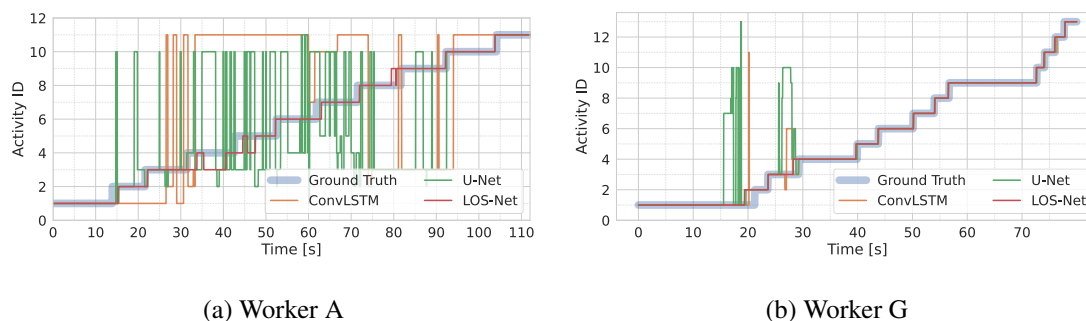 Activity ID
12
10
8
6
4
2
0
Ground Truth
ConvLSTM
U-Net
LOS-Net
0 10 20 30 40 50 60 70 80 90 100 110
Time [s]
(a) Worker A
Activity ID
12
10
8
6
4
2
0
Ground Truth
ConvLSTM
U-Net
LOS-Net
0 10 20 30 40 50 60 70
Time [s]
(b) Worker G